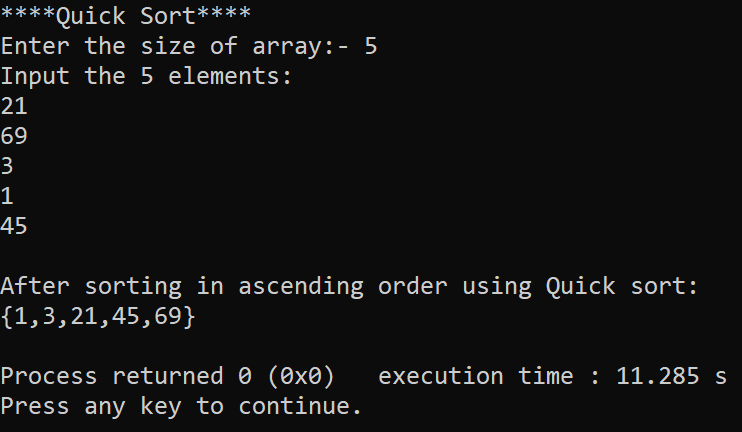 ****Quick Sort****
Enter the size of array:- 5
Input the 5 elements:
21
69
3
1
45
After sorting in ascending order using Quick sort:
{1,3,21,45,69}
Process returned 0 (0x0)   execution time : 11.285 s
Press any key to continue.